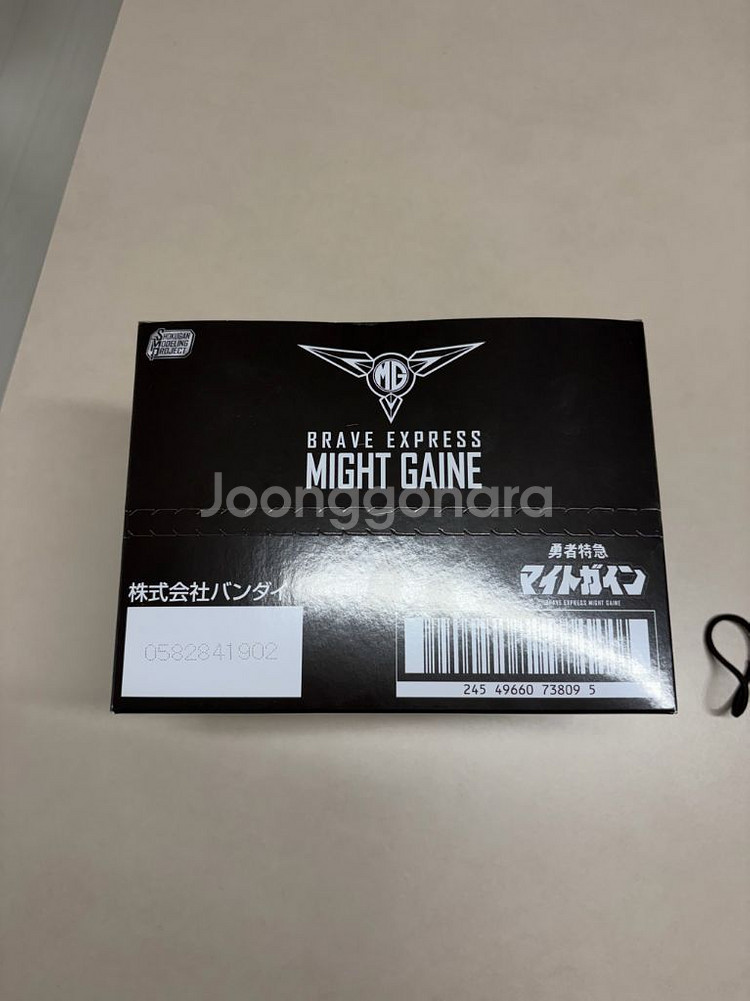 SHOKUGAN
MODELING
PROJECT
MG
BRAVE EXPRESS
MIGHT GAINE
Joonggonara
勇者特急
マイトガイン
BRAVE EXPRESS MIGHT GAINE
株式会社バンダイ
0582841902
245 49660 73809 5